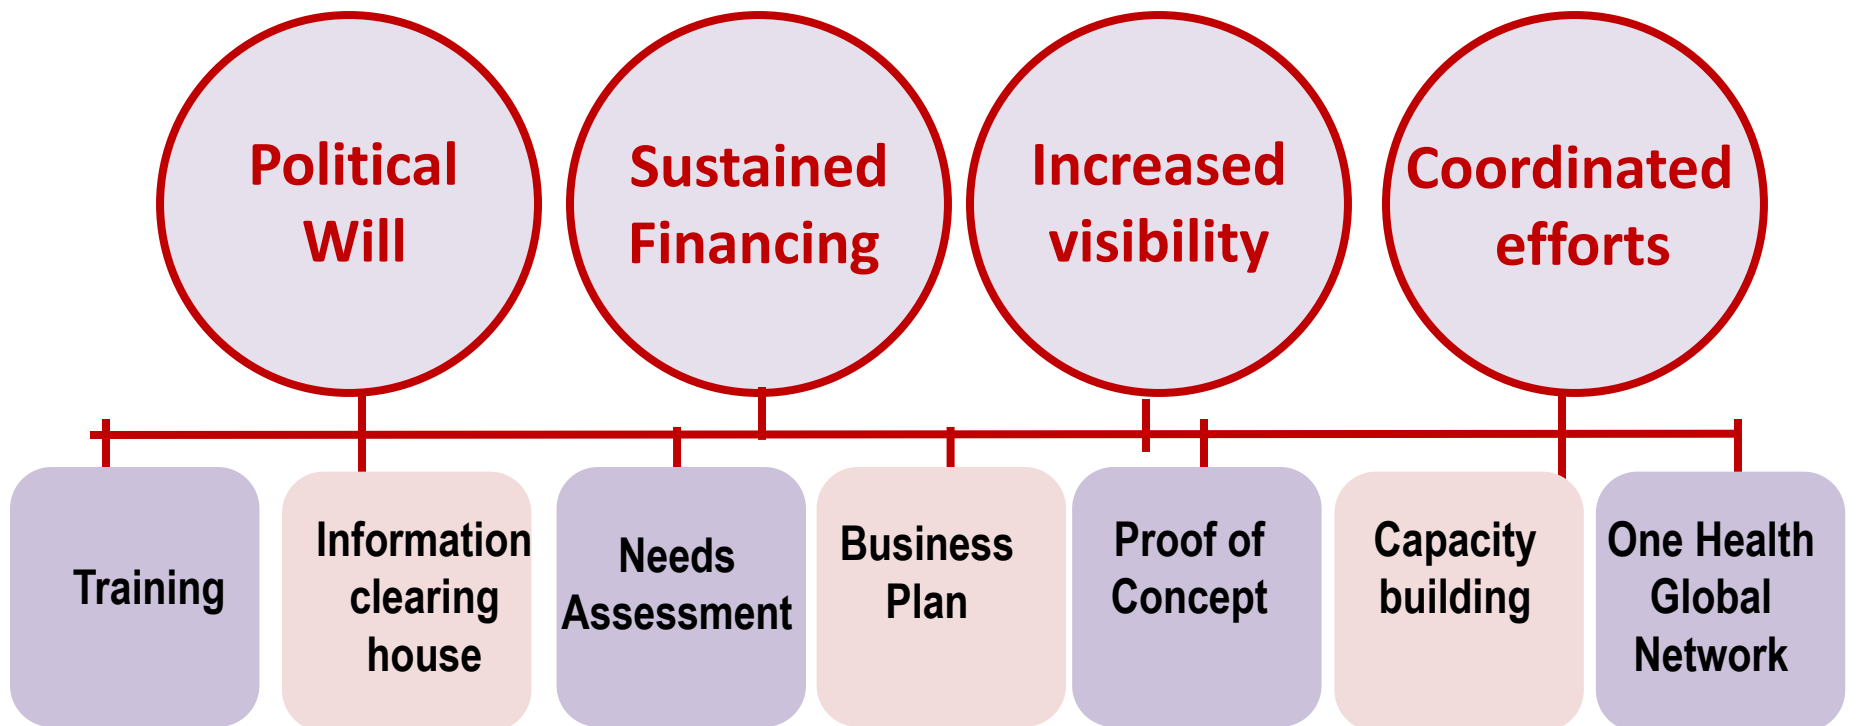 Political
Will
Sustained
Financing
Increased
visibility
Coordinated
efforts
Training
Information
clearing
house
Needs
Assessment
Business
Plan
Proof of
Concept
Capacity
building
One Health
Global
Network